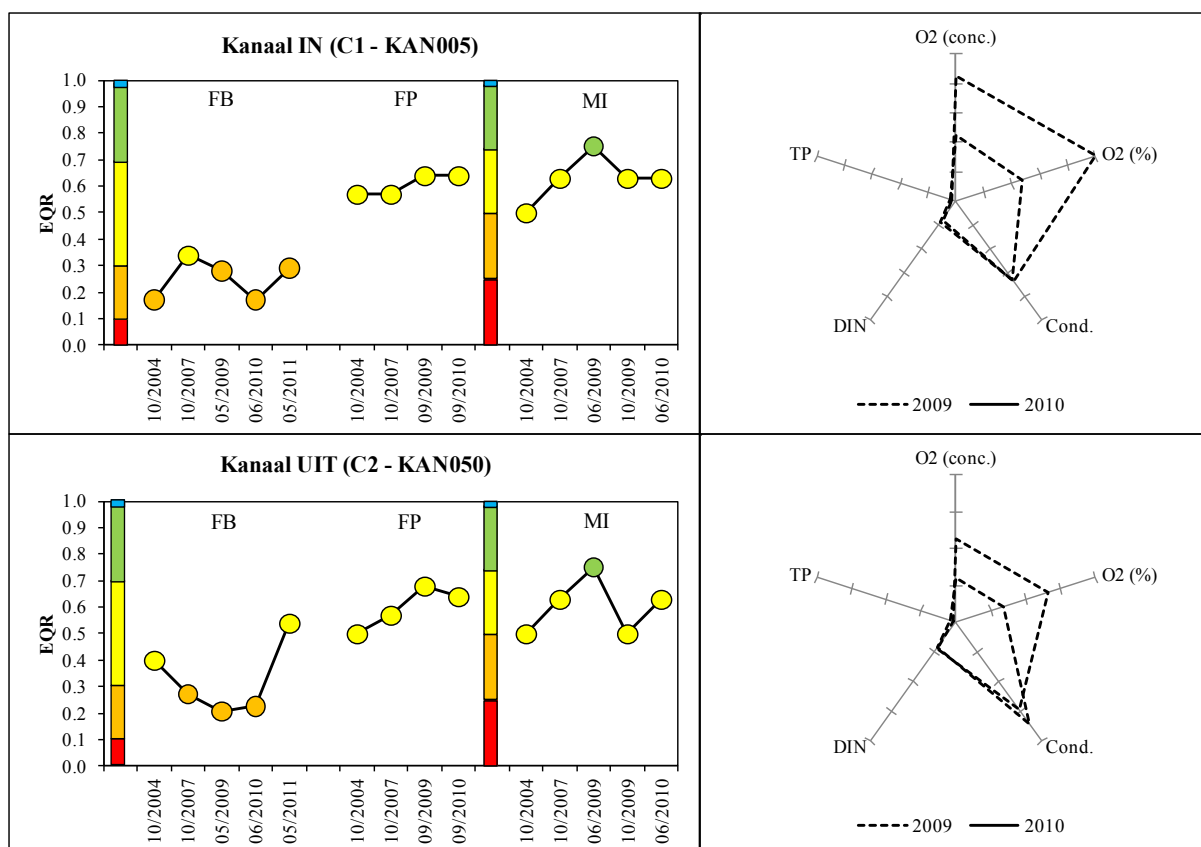 Kanaal IN (C1 - KAN005)
EQR
1.0
0.9
0.8
0.7
0.6
0.5
0.4
0.3
0.2
0.1
0.0
FB
FP
MI
10/2004
10/2007
05/2009
06/2010
05/2011
10/2004
10/2007
09/2009
09/2010
10/2004
10/2007
06/2009
10/2009
06/2010
O2 (conc.)
O2 (%)
Cond.
DIN
TP
2009
2010
Kanaal UIT (C2 - KAN050)
EQR
1.0
0.9
0.8
0.7
0.6
0.5
0.4
0.3
0.2
0.1
0.0
FB
FP
MI
10/2004
10/2007
05/2009
06/2010
05/2011
10/2004
10/2007
09/2009
09/2010
10/2004
10/2007
06/2009
10/2009
06/2010
O2 (conc.)
O2 (%)
Cond.
DIN
TP
2009
2010